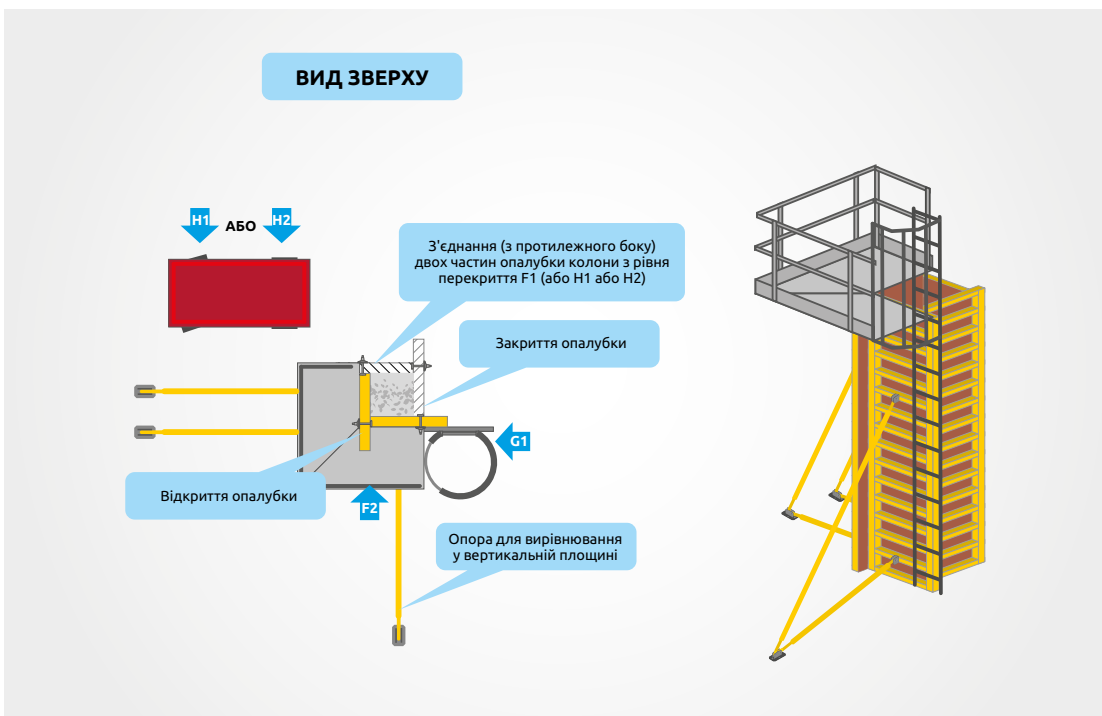 ВИД ЗВЕРХУ
H1
АБО
H2
З'єднання (з протилежного боку)
двох частин опалубки колони з рівня
перекриття F1 (або H1 або H2)
Закриття опалубки
G1
Відкриття опалубки
F2
Опора для вирівнювання
у вертикальній площині